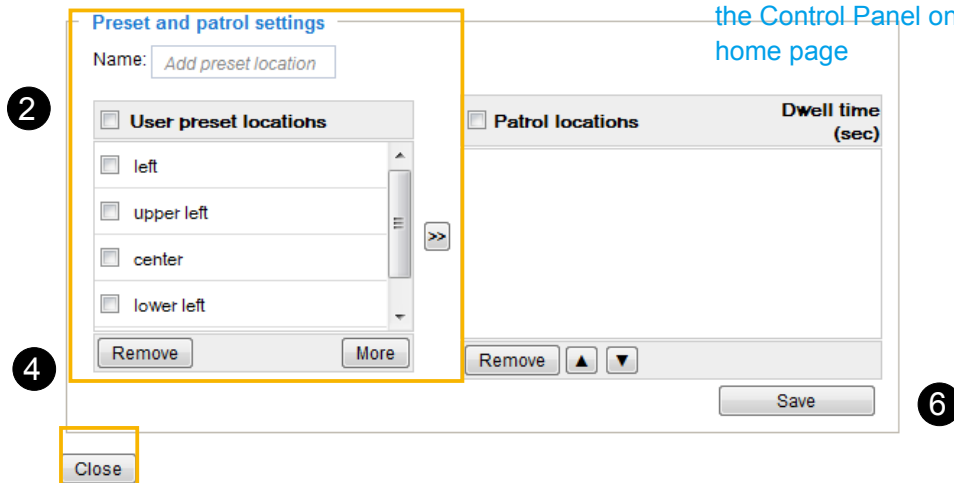 the Control Panel on
home page
Preset and patrol settings
Name: Add preset location
2
User preset locations
Patrol locations
Dwell time
(sec)
left
upper left
>>
center
lower left
4
Remove More
Remove ▲ ▼
Save
6
Close